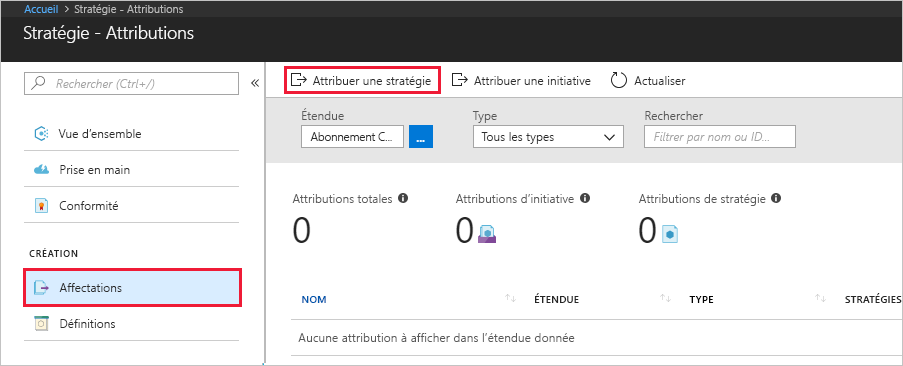 Accueil > Stratégie - Attributions
Stratégie - Attributions
Rechercher (Ctrl+/)
«
Vue d'ensemble
Prise en main
Conformité
CRÉATION
Affectations
Définitions
Attribuer une stratégie
Attribuer une initiative
Actualiser
Étendue
Type
Rechercher
Abonnement C...
...
Tous les types
Filtrer par nom ou ID...
Attributions totales
Attributions d'initiative
Attributions de stratégie
0
0
0
NOM
ÉTENDUE
TYPE
STRATÉGIES
Aucune attribution à afficher dans l'étendue donnée